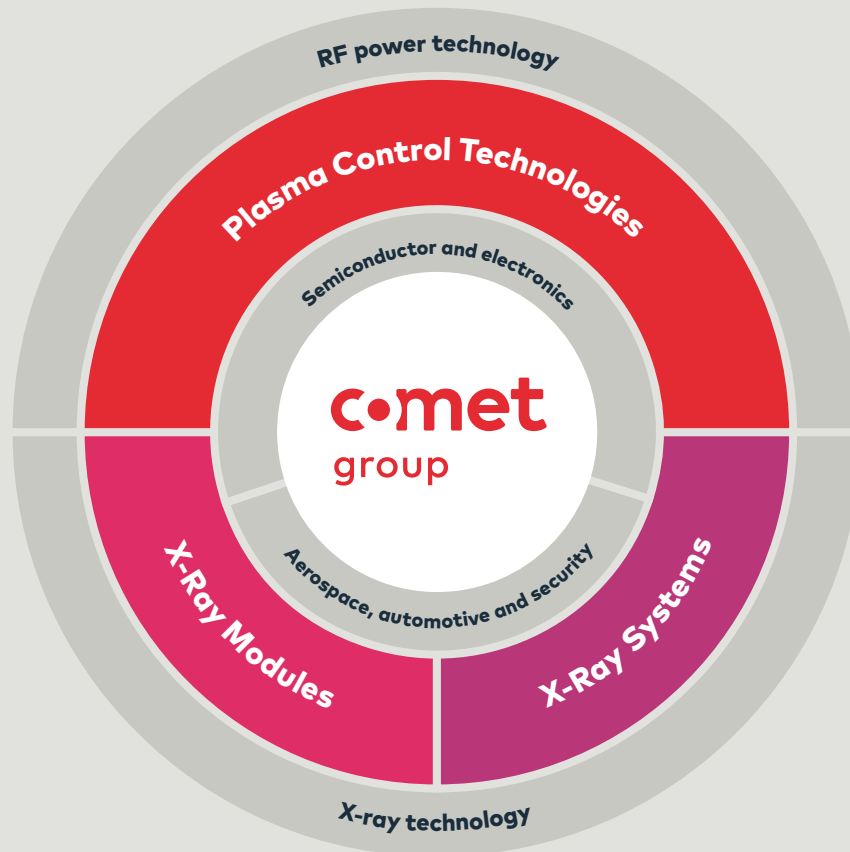 RF power technology
Plasma Control Technologies
Semiconductor and electronics
comet
group
Aerospace, automotive and security
X-Ray Modules
X-Ray Systems
X-ray technology